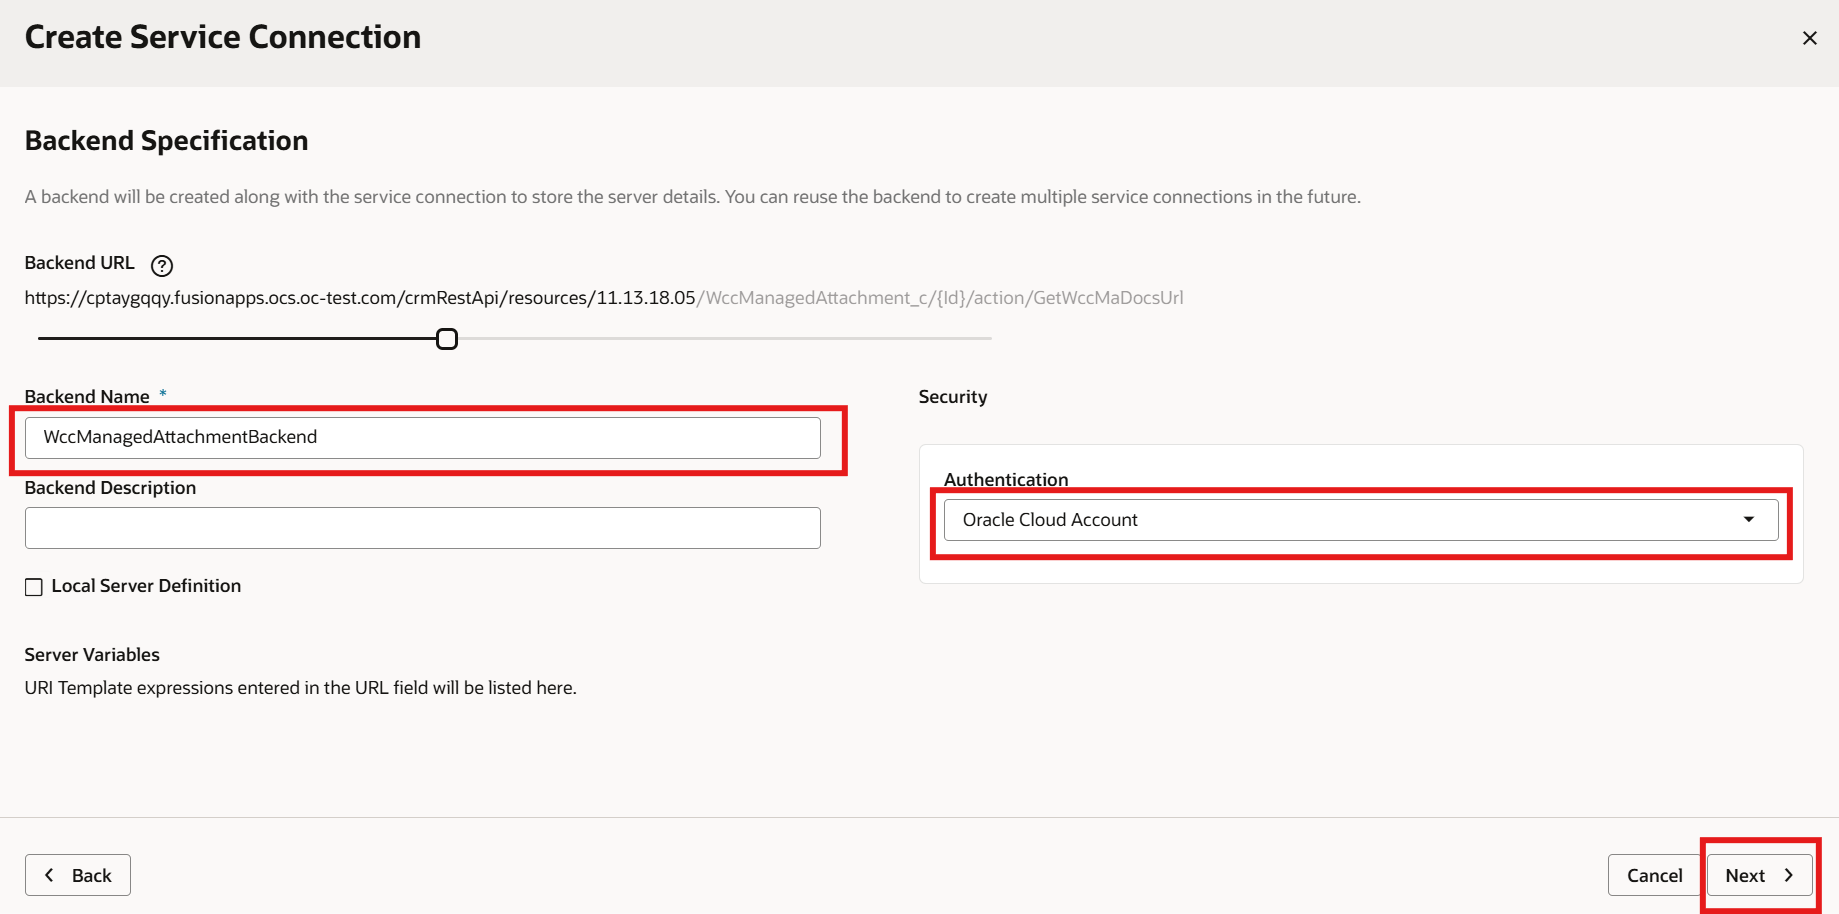 Create Service Connection
Backend Specification
A backend will be created along with the service connection to store the server details. You can reuse the backend to create multiple service connections in the future.
Backend URL ?
https://cptaygqqy.fusionapps.ocs.oc-test.com/crmRestApi/resources/11.13.18.05/WccManagedAttachment_c/{Id}/action/GetWccMaDocsUrl
Backend Name *
WccManagedAttachmentBackend
Backend Description
Local Server Definition
Server Variables
URI Template expressions entered in the URL field will be listed here.
Security
Authentication
Oracle Cloud Account
Back
Cancel
Next